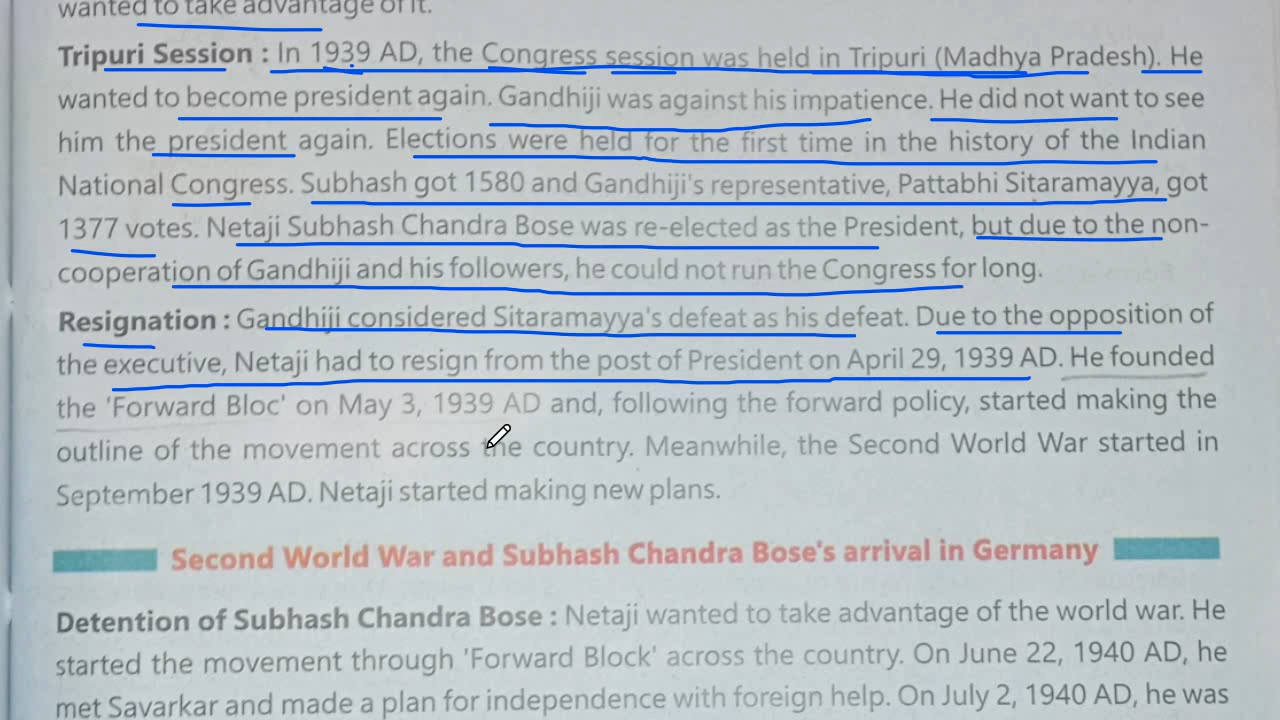 wanted to take advantage of it.
Tripuri Session : In 1939 AD, the Congress session was held in Tripuri (Madhya Pradesh). He
wanted to become president again. Gandhiji was against his impatience. He did not want to see
him the president again. Elections were held for the first time in the history of the Indian
National Congress. Subhash got 1580 and Gandhiji's representative, Pattabhi Sitaramayya, got
1377 votes. Netaji Subhash Chandra Bose was re-elected as the President, but due to the non-
cooperation of Gandhiji and his followers, he could not run the Congress for long.
Resignation : Gandhiji considered Sitaramayya's defeat as his defeat. Due to the opposition of
the executive, Netaji had to resign from the post of President on April 29, 1939 AD. He founded
the 'Forward Bloc' on May 3, 1939 AD and, following the forward policy, started making the
outline of the movement across the country. Meanwhile, the Second World War started in
September 1939 AD. Netaji started making new plans.
Second World War and Subhash Chandra Bose's arrival in Germany
Detention of Subhash Chandra Bose : Netaji wanted to take advantage of the world war. He
started the movement through 'Forward Block' across the country. On June 22, 1940 AD, he
met Savarkar and made a plan for independence with foreign help. On July 2, 1940 AD, he was